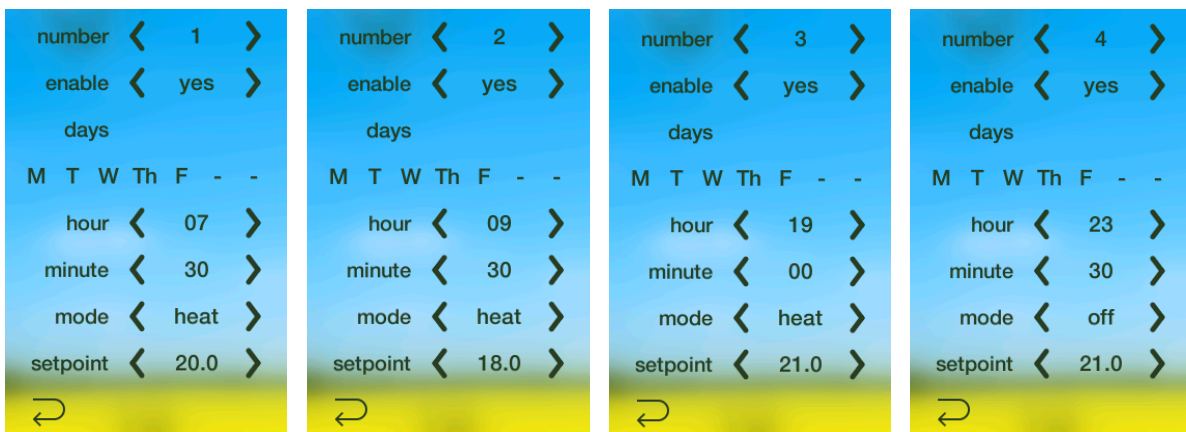 number 1
enable yes
days
M T W Th F - -
hour 07
minute 30
mode heat
setpoint 20.0
number 2
enable yes
days
M T W Th F - -
hour 09
minute 30
mode heat
setpoint 18.0
number 3
enable yes
days
M T W Th F - -
hour 19
minute 00
mode heat
setpoint 21.0
number 4
enable yes
days
M T W Th F - -
hour 23
minute 30
mode off
setpoint 21.0